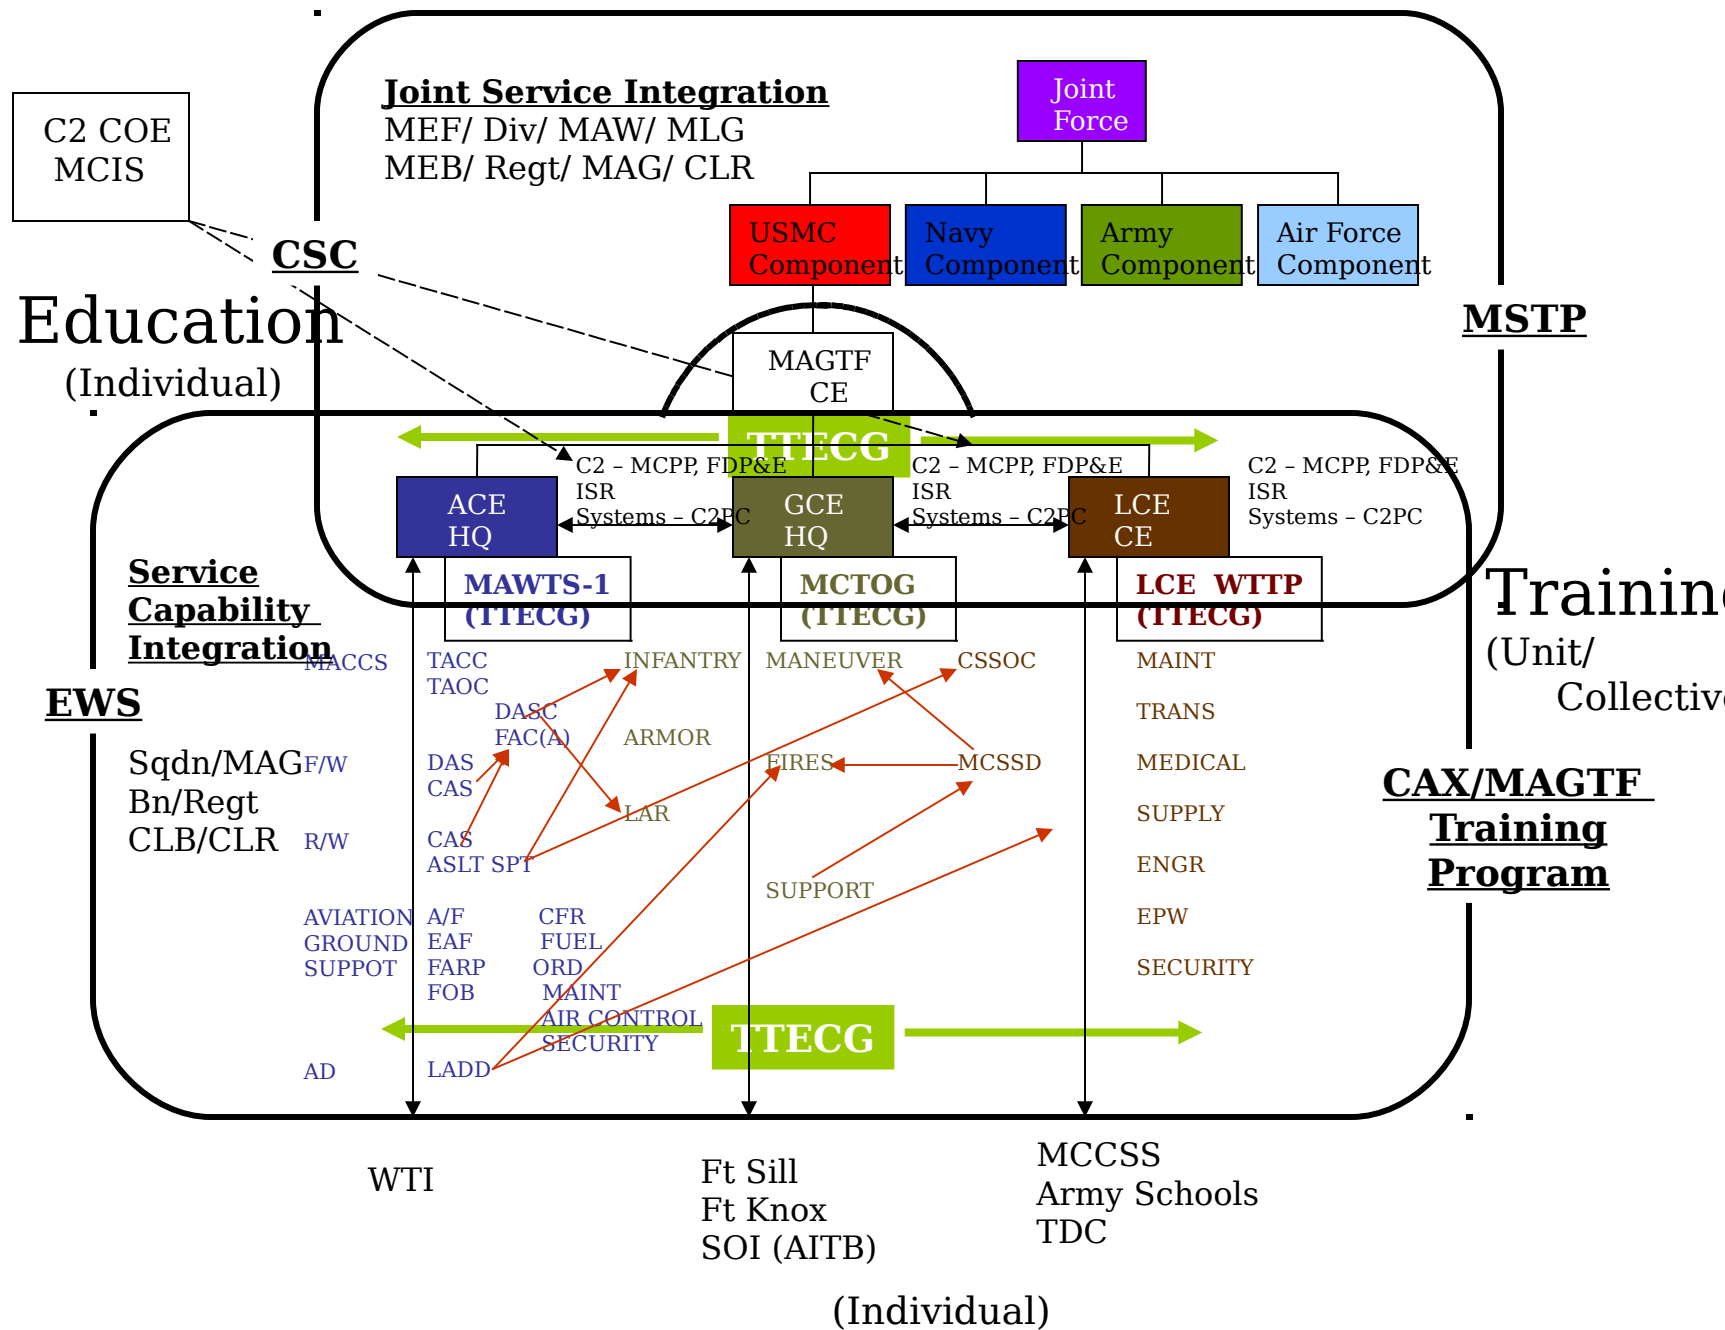 Joint Service Integration
MEF/ Div/ MAW/ MLG
MEB/ Regt/ MAG/ CLR
Joint
Force
C2 COE
MCIS
USMC
Component
Navy
Component
Army
Component
Air Force
Component
CSC
Education
(Individual)
MSTP
MAGTF
CE
TTECG
C2 – MCPP, FDP&E
ISR
Systems – C2PC
C2 – MCPP, FDP&E
ISR
Systems – C2PC
C2 – MCPP, FDP&E
ISR
Systems – C2PC
ACE
HQ
GCE
HQ
LCE
CE
MAWTS-1
(TTECG)
MCTOG
(TTECG)
LCE WTTP
(TTECG)
Service
Capability
Integration
Training
(Unit/
Collective
EWS
Sqdn/MAG
Bn/Regt
CLB/CLR
CAX/MAGTF
Training
Program
MACCS
F/W
R/W
AVIATION
GROUND
SUPPOT
AD
TACC
TAOC
DASC
FAC(A)
DAS
CAS
CAS
ASLT SPT
A/F CFR
EAF FUEL
FARP ORD
FOB MAINT
AIR CONTROL
SECURITY
LADD
INFANTRY
ARMOR
LAR
MANEUVER
FIRES
SUPPORT
CSSOC
MCSSD
MAINT
TRANS
MEDICAL
SUPPLY
ENGR
EPW
SECURITY
TTECG
WTI
Ft Sill
Ft Knox
SOI (AITB)
MCCSS
Army Schools
TDC
(Individual)